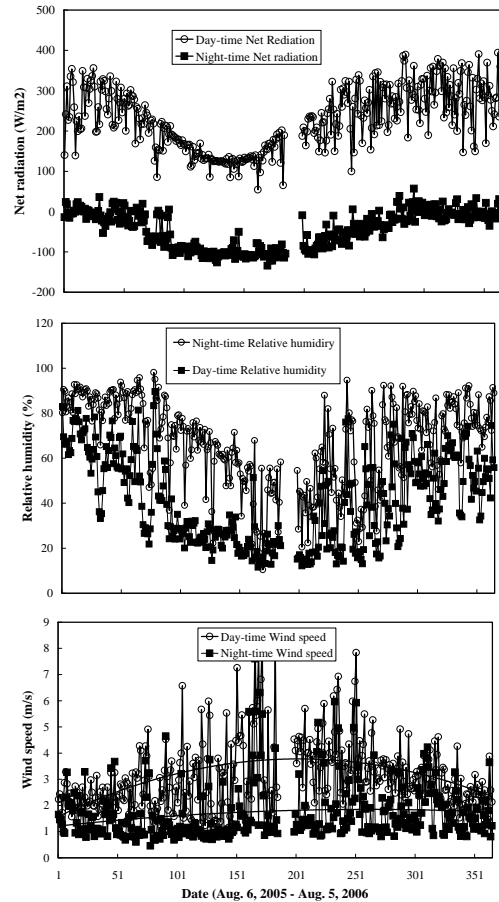 500
400
300
200
100
0
-100
-200
Net radiation (W/m2)
Day-time Net Rediation
Night-time Net radiation
120
100
80
60
40
20
0
Relative humidity (%)
Night-time Relative humidity
Day-time Relative humidity
9
8
7
6
5
4
3
2
1
0
Wind speed (m/s)
Day-time Wind speed
Night-time Wind speed
1 51 101 151 201 251 301 351
Date (Aug. 6, 2005 - Aug. 5, 2006